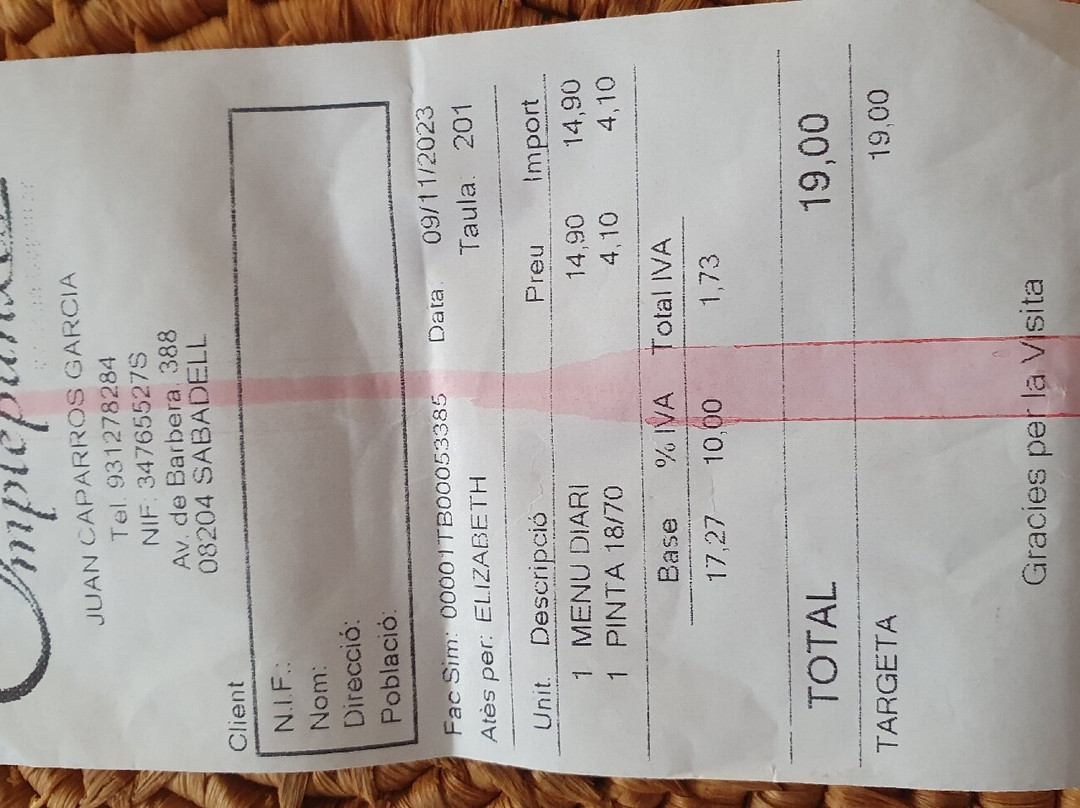 JUAN CAPARROS GARCIA
Tel. 931278284
NIF: 34765527S
Av. de Barbera, 388
08204 SABADELL
Client
N.I.F.:
Nom:
Direcció:
Població:
Fac Sim: 00001TB00053385 Data: 09/11/2023
Atès per: ELIZABETH Taula: 201
Unit. Descripció Preu Import
1 MENU DIARI 14,90 14,90
1 PINTA 18/70 4,10 4,10
Base % IVA Total IVA
17,27 10,00 1,73
TOTAL 19,00
TARGETA 19,00
Gracies per la Visita